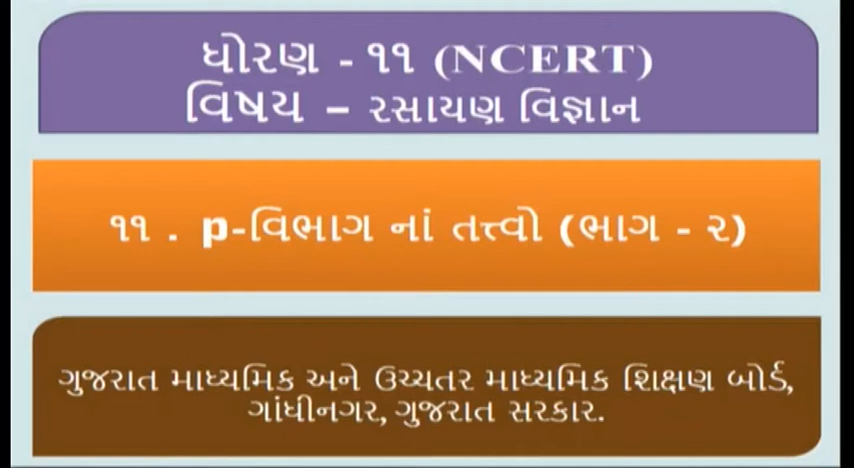 ધોરણ - ૧૧ (NCERT)
વિષય – રસાયણ વિજ્ઞાન
૧૧ . p-વિભાગ નાં તત્ત્વો (ભાગ - ૨)
ગુજરાત માધ્યમિક અને ઉચ્ચતર માધ્યમિક શિક્ષણ બોર્ડ,
ગાંધીનગર, ગુજરાત સરકાર.